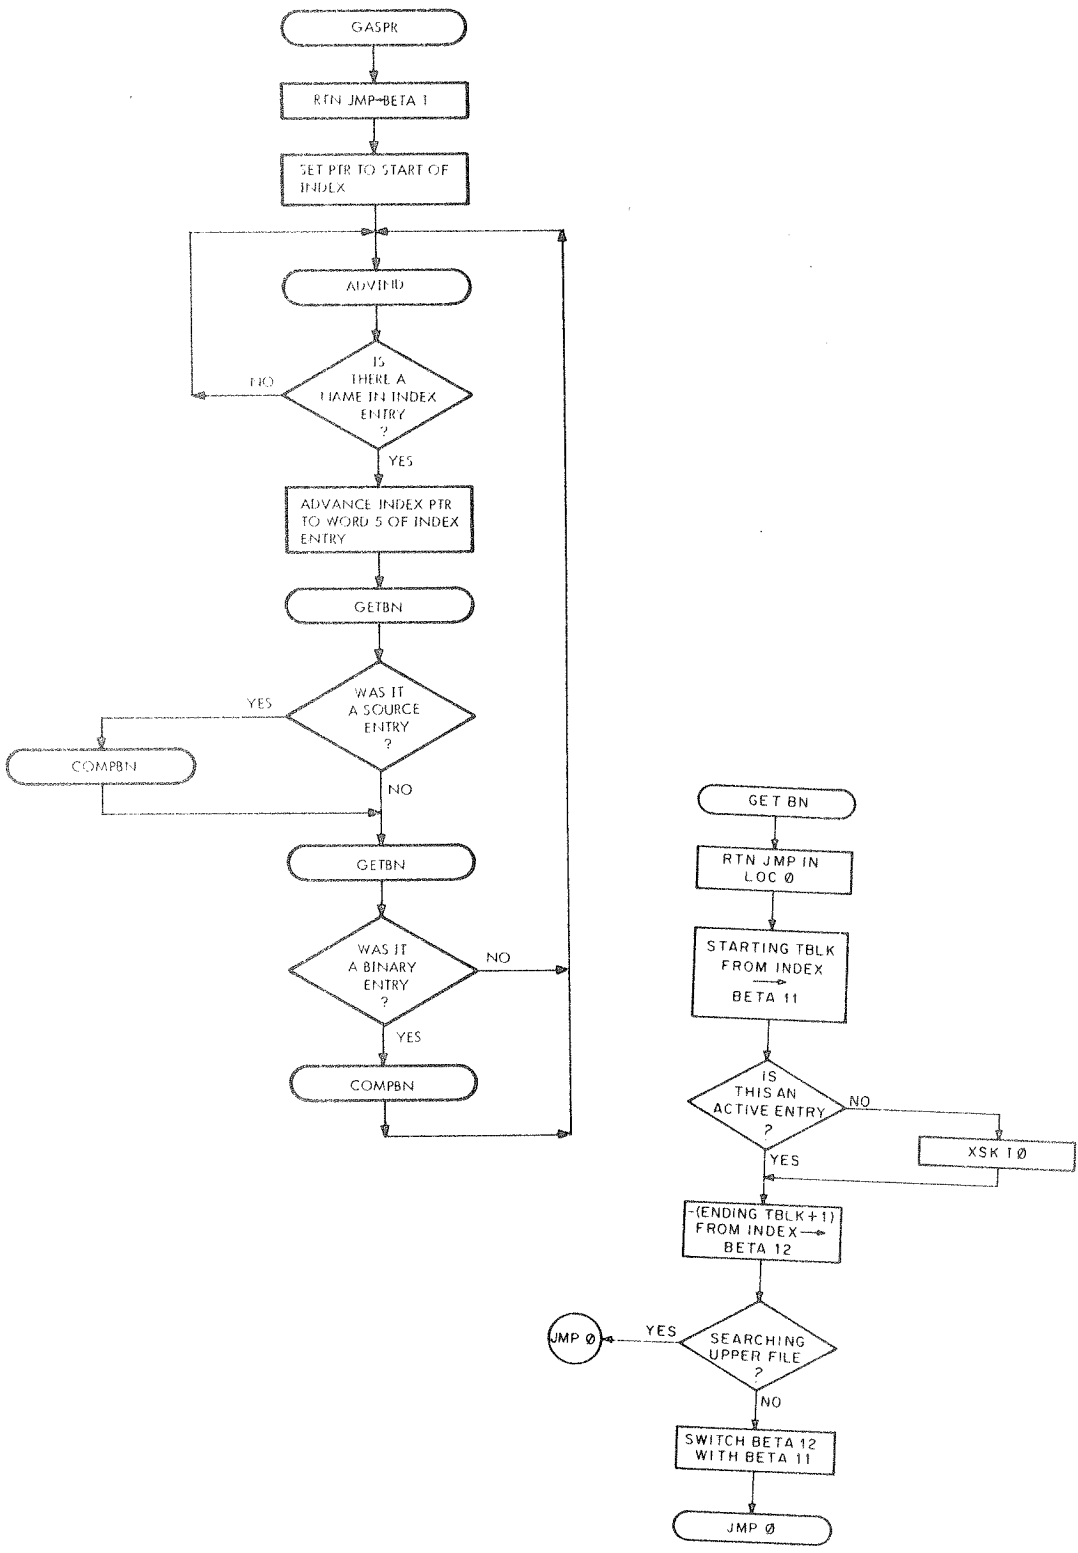 GASPR
RTN JMP→BETA 1
SET PTR TO START OF
INDEX
ADVIND
IS
THERE A
NAME IN INDEX
ENTRY
?
NO
YES
ADVANCE INDEX PTR
TO WORD 5 OF INDEX
ENTRY
GETBN
WAS IT
A SOURCE
ENTRY
?
YES
COMPBN
NO
GETBN
WAS IT
A BINARY
ENTRY
?
NO
YES
COMPBN
GET BN
RTN JMP IN
LOC Ø
STARTING TBLK
FROM INDEX
→
BETA 11
IS
THIS AN
ACTIVE ENTRY
?
NO
XSK I Ø
YES
-(ENDING TBLK+1)
FROM INDEX→
BETA 12
SEARCHING
UPPER FILE
?
YES
JMP Ø
NO
SWITCH BETA 12
WITH BETA 11
JMP Ø